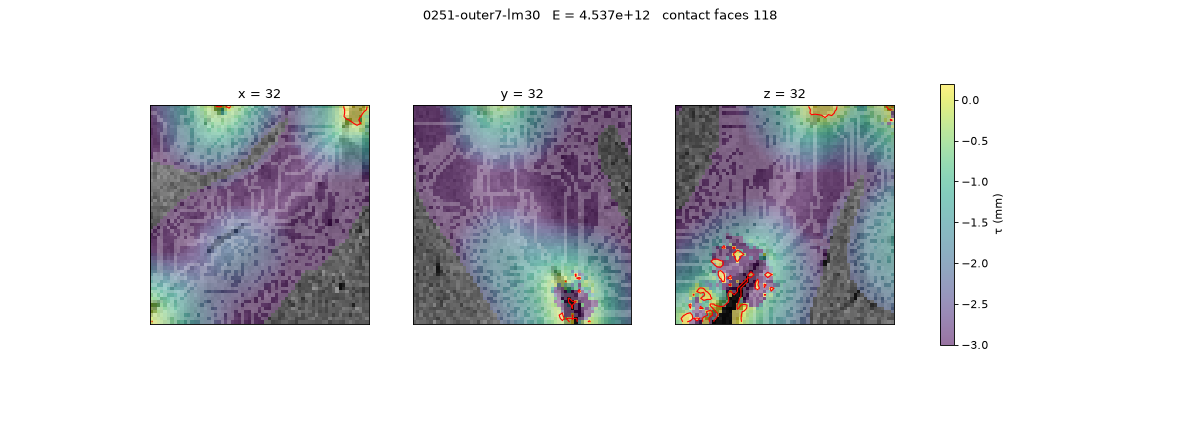 0251-outer7-lm30   E = 4.537e+12   contact faces 118
x = 32
y = 32
z = 32
0.0
−0.5
−1.0
−1.5
−2.0
−2.5
−3.0
τ (mm)